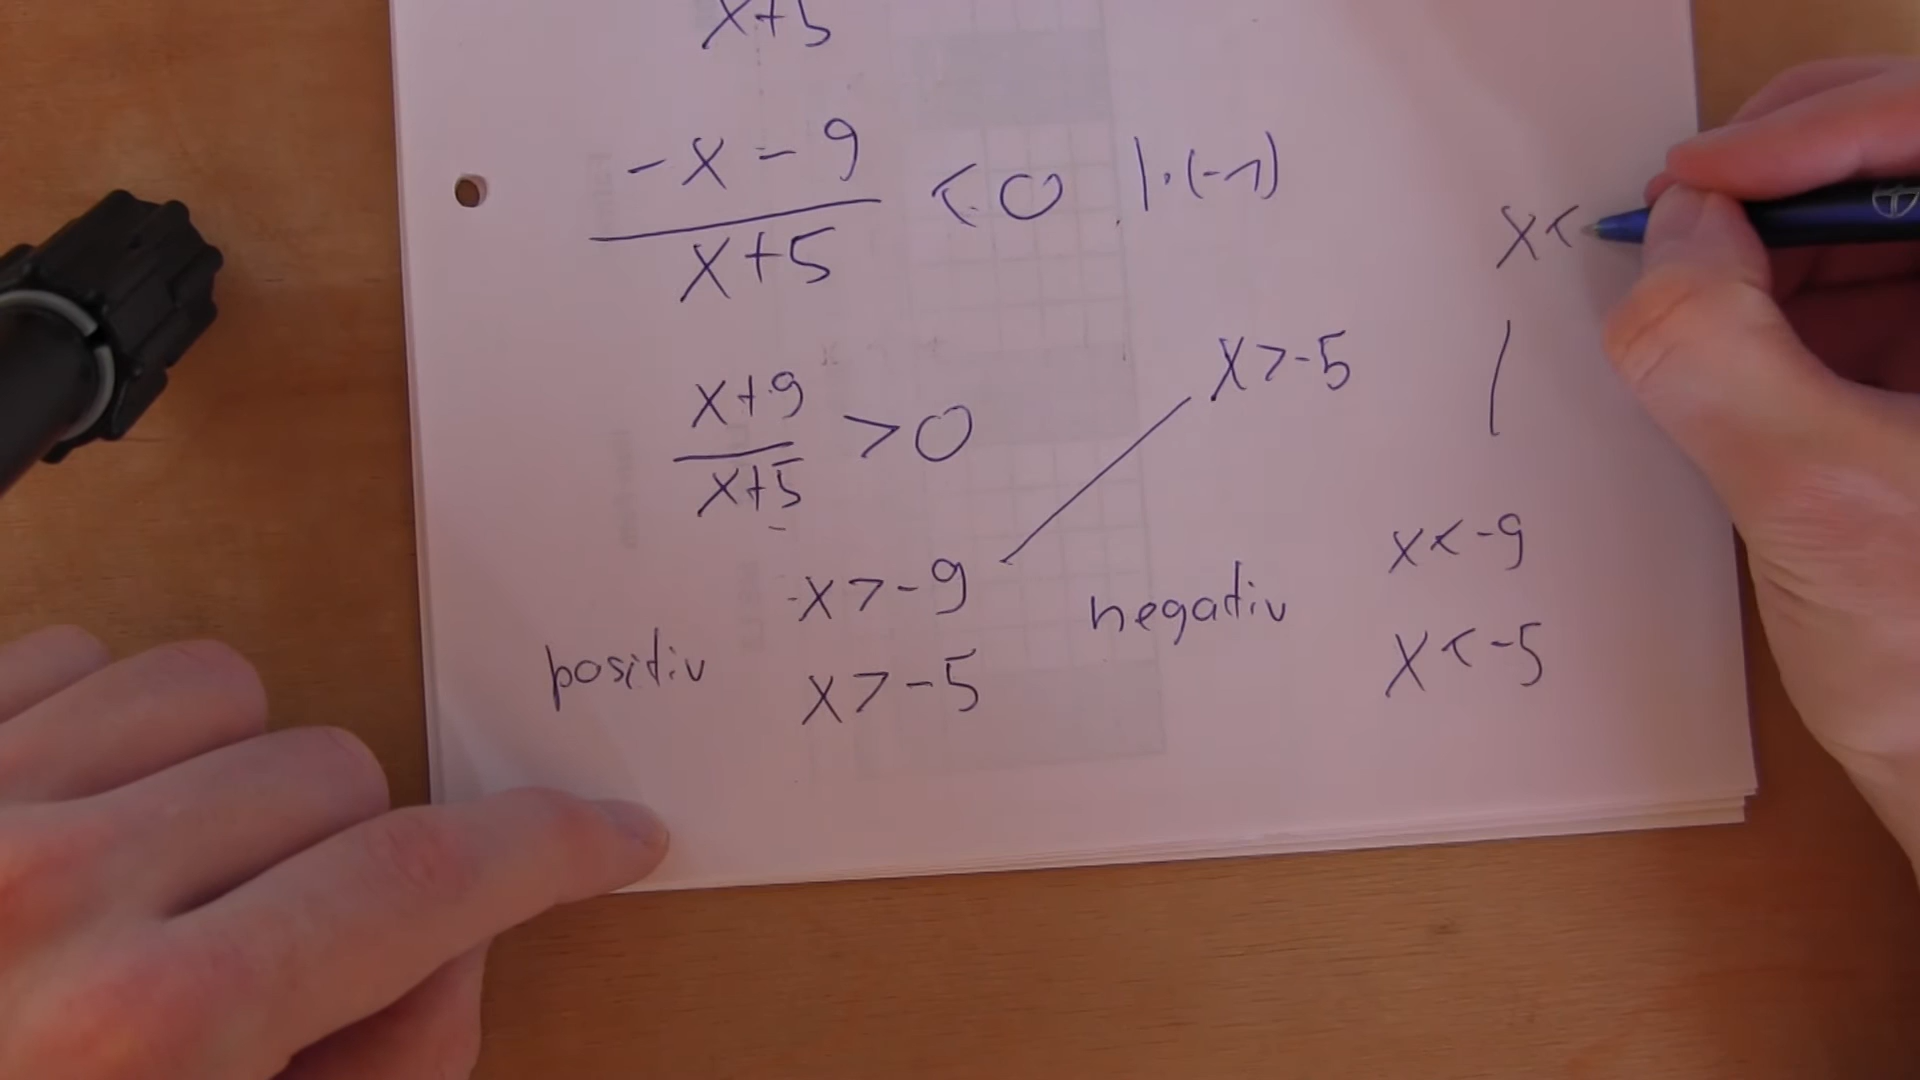 x+5
-x-9
x+5
<0 |·(-1)
x<
x+9
x+5
>0
x>-5
x>-9
positiv
x>-5
negativ
x<-9
x<-5